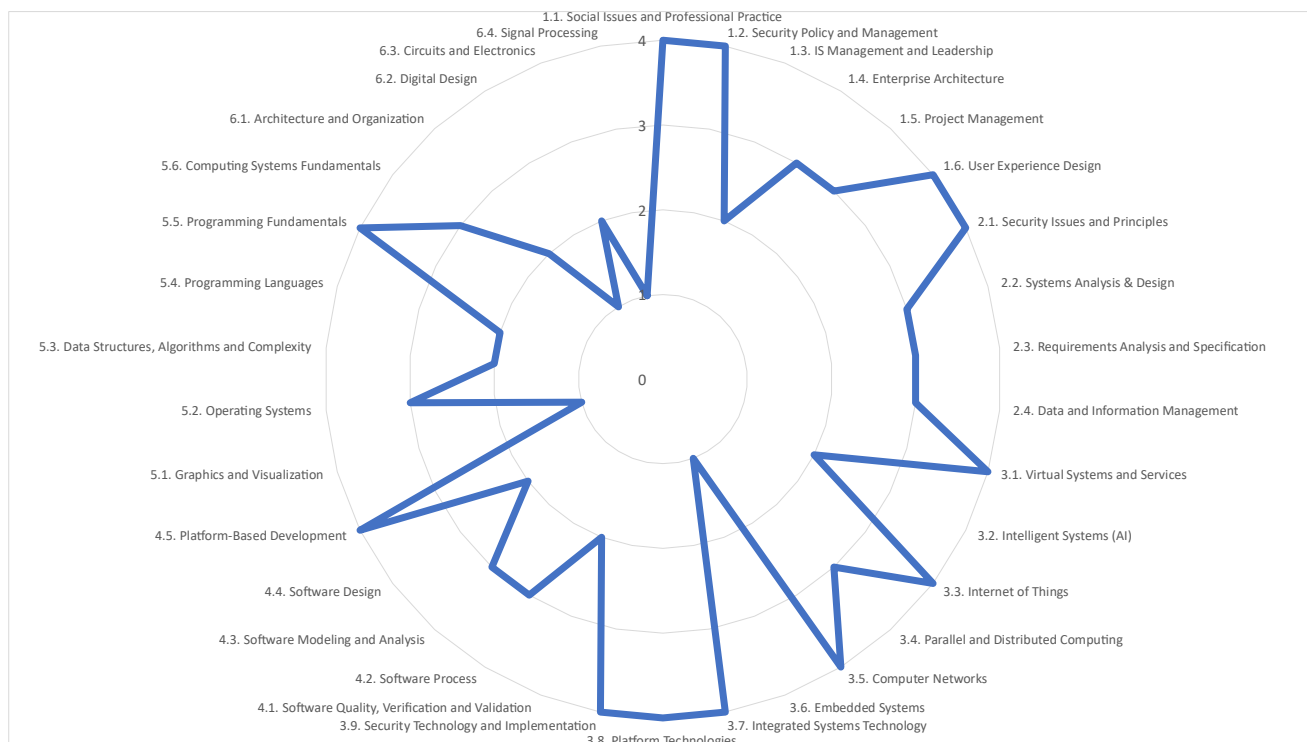 1.1. Social Issues and Professional Practice
1.2. Security Policy and Management
1.3. IS Management and Leadership
1.4. Enterprise Architecture
1.5. Project Management
1.6. User Experience Design
2.1. Security Issues and Principles
2.2. Systems Analysis & Design
2.3. Requirements Analysis and Specification
2.4. Data and Information Management
3.1. Virtual Systems and Services
3.2. Intelligent Systems (AI)
3.3. Internet of Things
3.4. Parallel and Distributed Computing
3.5. Computer Networks
3.6. Embedded Systems
3.7. Integrated Systems Technology
3.8. Platform Technologies
3.9. Security Technology and Implementation
4.1. Software Quality, Verification and Validation
4.2. Software Process
4.3. Software Modeling and Analysis
4.4. Software Design
4.5. Platform-Based Development
5.1. Graphics and Visualization
5.2. Operating Systems
5.3. Data Structures, Algorithms and Complexity
5.4. Programming Languages
5.5. Programming Fundamentals
5.6. Computing Systems Fundamentals
6.1. Architecture and Organization
6.2. Digital Design
6.3. Circuits and Electronics
6.4. Signal Processing
4
3
2
1
0